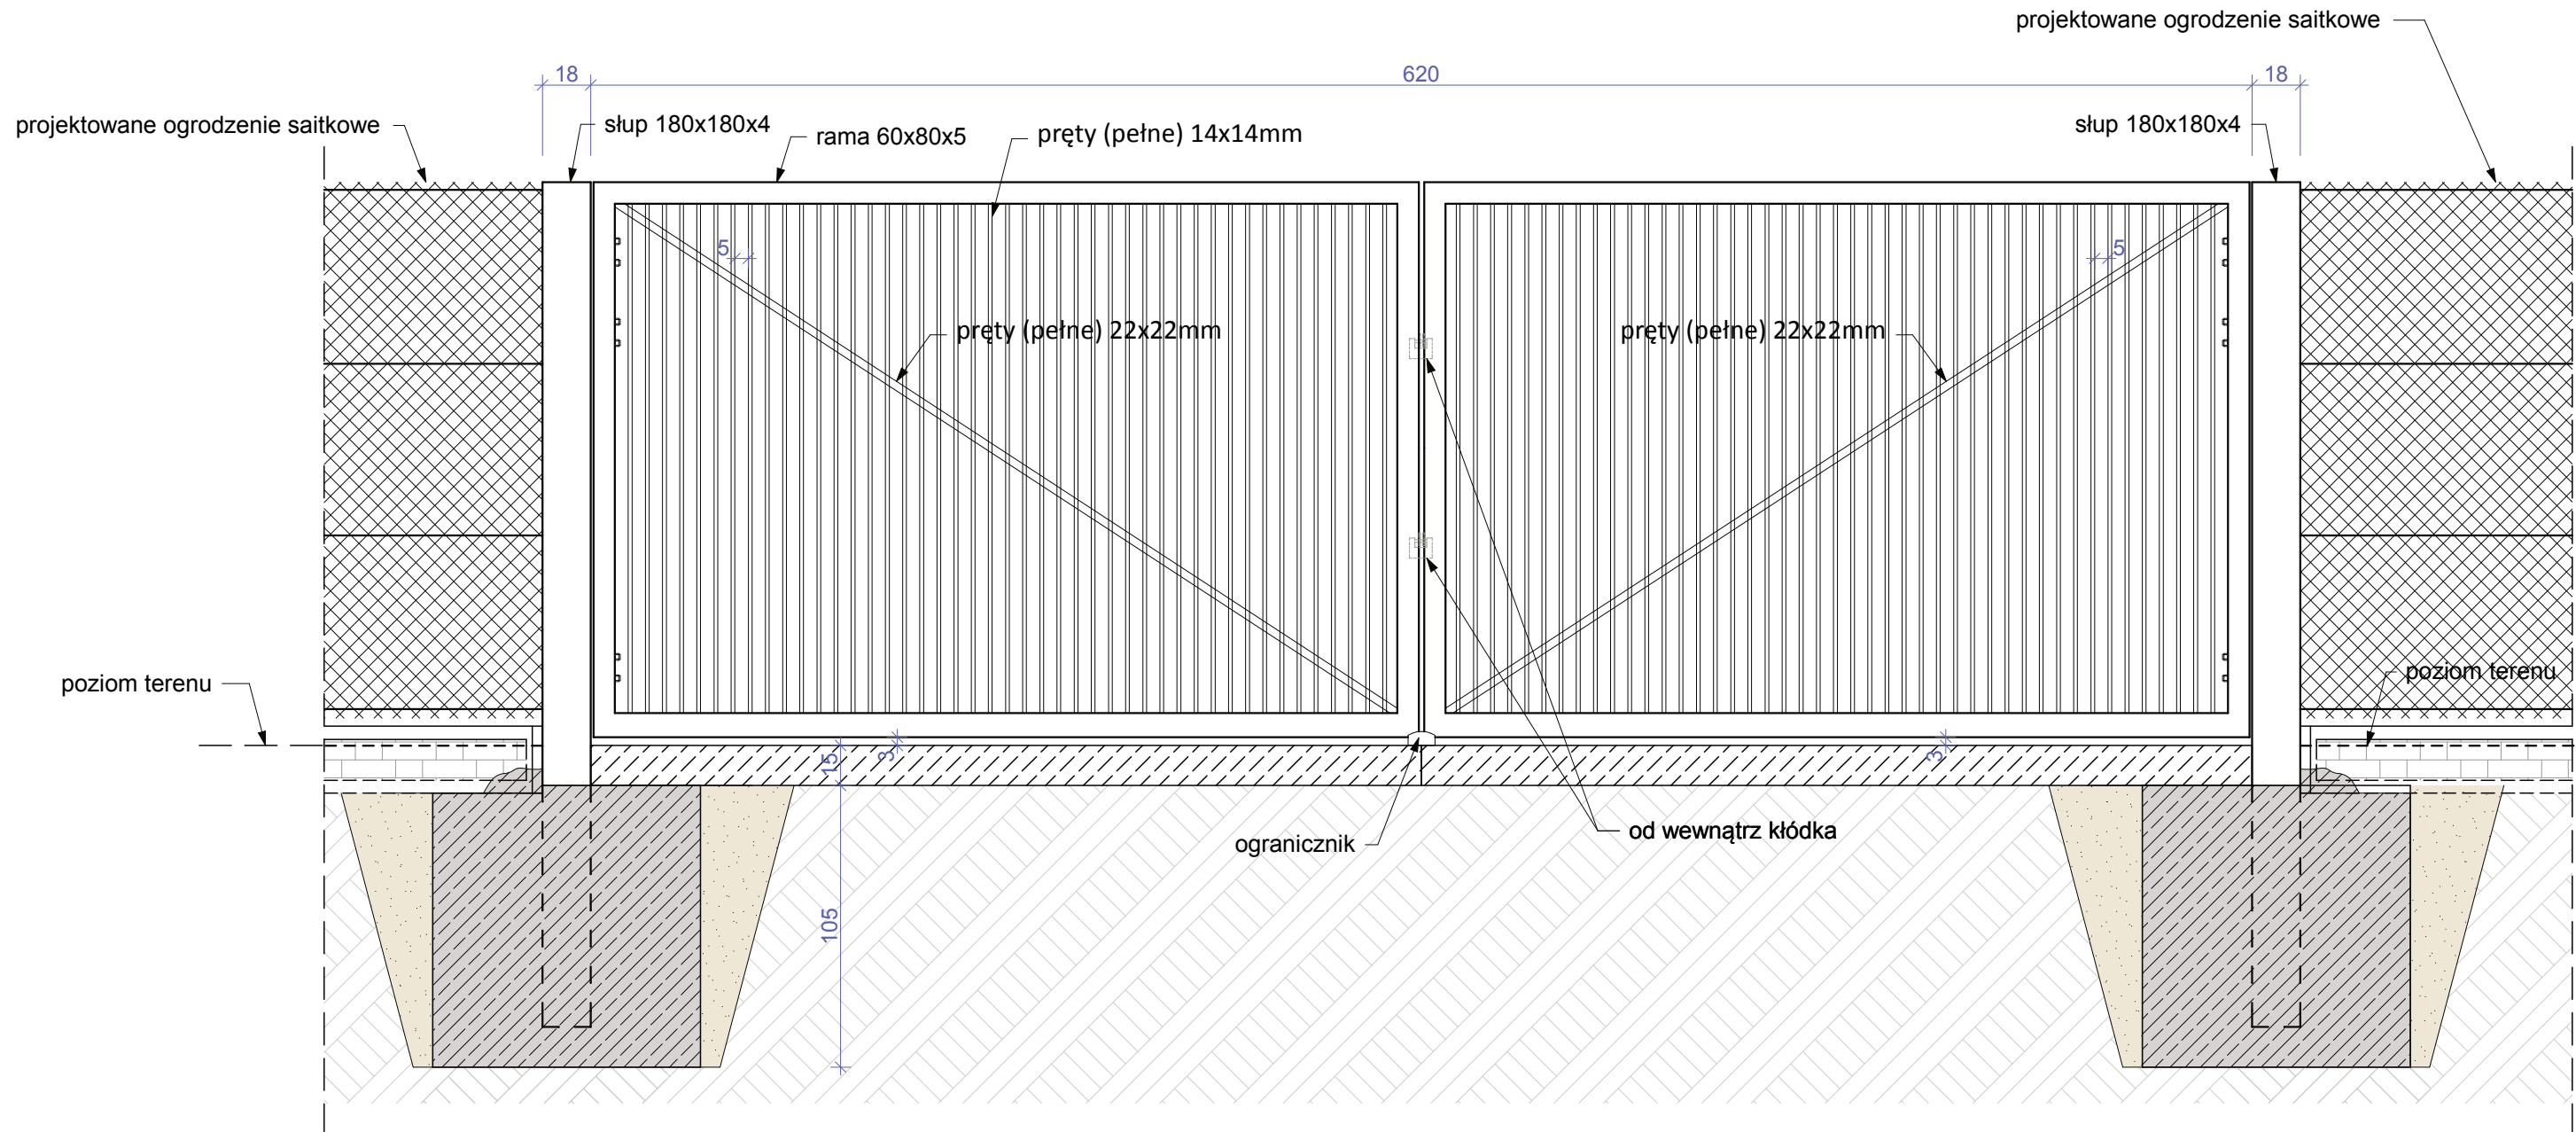 projektowane ogrodzenie saitkowe
18
620
18
projektowane ogrodzenie saitkowe
słup 180x180x4
rama 60x80x5
pręty (pełne) 14x14mm
słup 180x180x4
5
5
pręty (pełne) 22x22mm
pręty (pełne) 22x22mm
poziom terenu
poziom terenu
15
3
3
ogranicznik
od wewnątrz kłódka
105